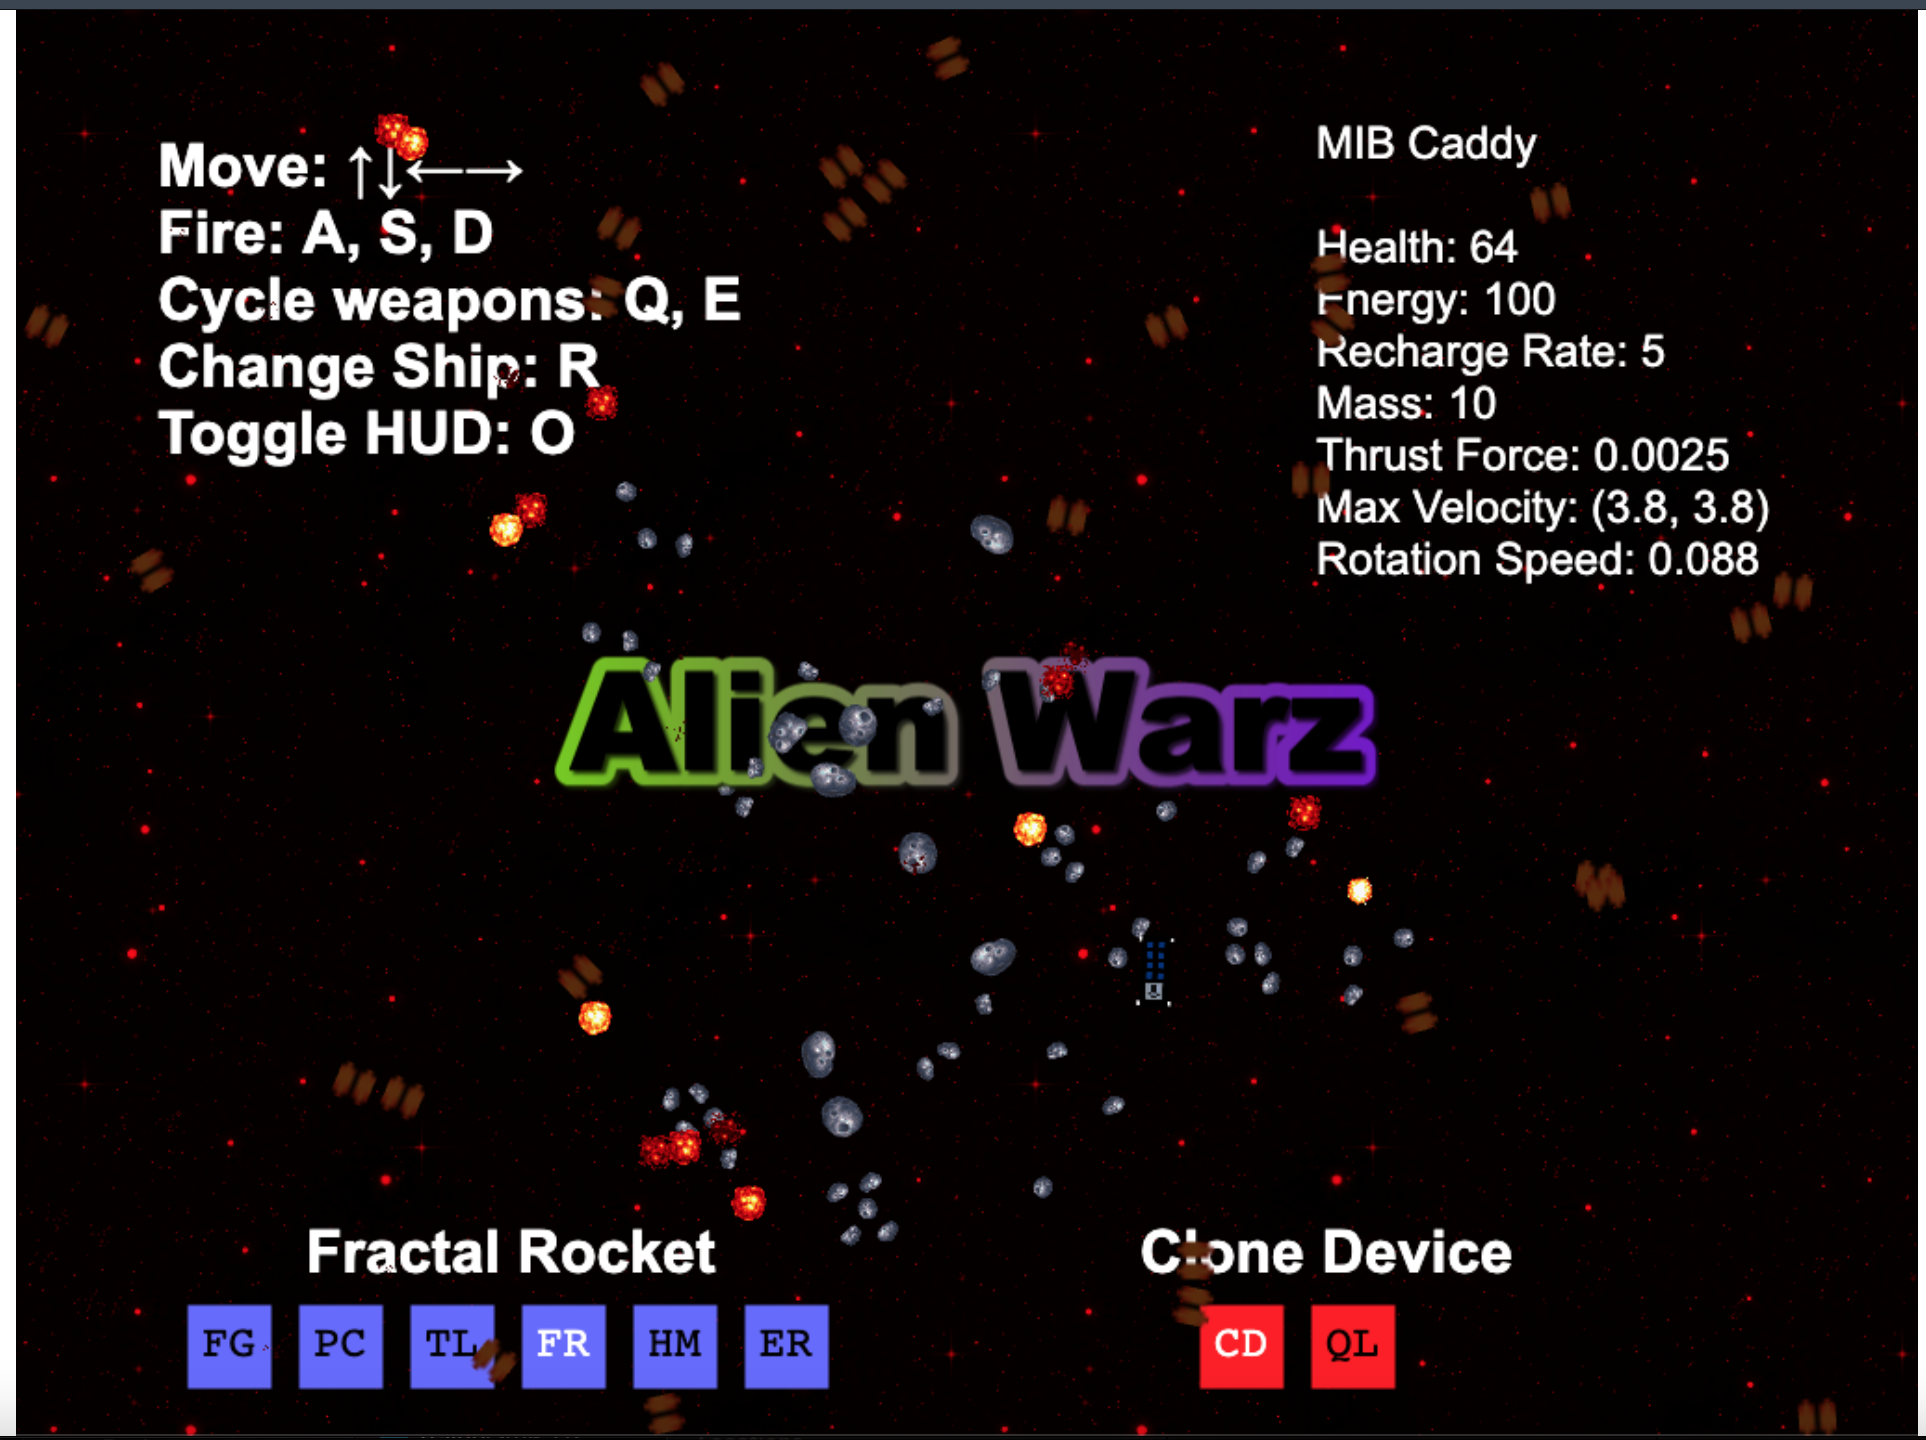 Move: ↑↓←→
Fire: A, S, D
Cycle weapons: Q, E
Change Ship: R
Toggle HUD: O
MIB Caddy
Health: 64
Energy: 100
Recharge Rate: 5
Mass: 10
Thrust Force: 0.0025
Max Velocity: (3.8, 3.8)
Rotation Speed: 0.088
Alien Warz
Fractal Rocket
FG PC TL FR HM ER
Clone Device
CD QL